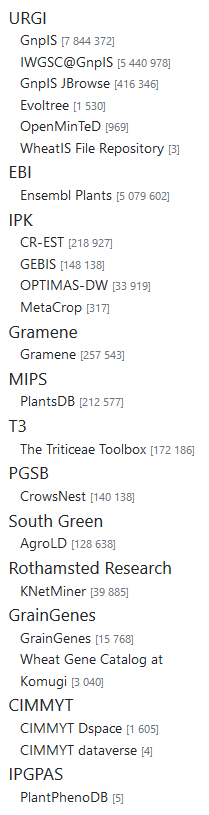 URGI
GnpIS [7 844 372]
IWGSC@GnpIS [5 440 978]
GnpIS JBrowse [416 346]
Evoltree [1 530]
OpenMinTeD [969]
WheatIS File Repository [3]
EBI
Ensembl Plants [5 079 602]
IPK
CR-EST [218 927]
GEBIS [148 138]
OPTIMAS-DW [33 919]
MetaCrop [317]
Gramene
Gramene [257 543]
MIPS
PlantsDB [212 577]
T3
The Triticeae Toolbox [172 186]
PGSB
CrowsNest [140 138]
South Green
AgroLD [128 638]
Rothamsted Research
KNetMiner [39 885]
GrainGenes
GrainGenes [15 768]
Wheat Gene Catalog at
Komugi [3 040]
CIMMYT
CIMMYT Dspace [1 605]
CIMMYT dataverse [4]
IPGPAS
PlantPhenoDB [5]